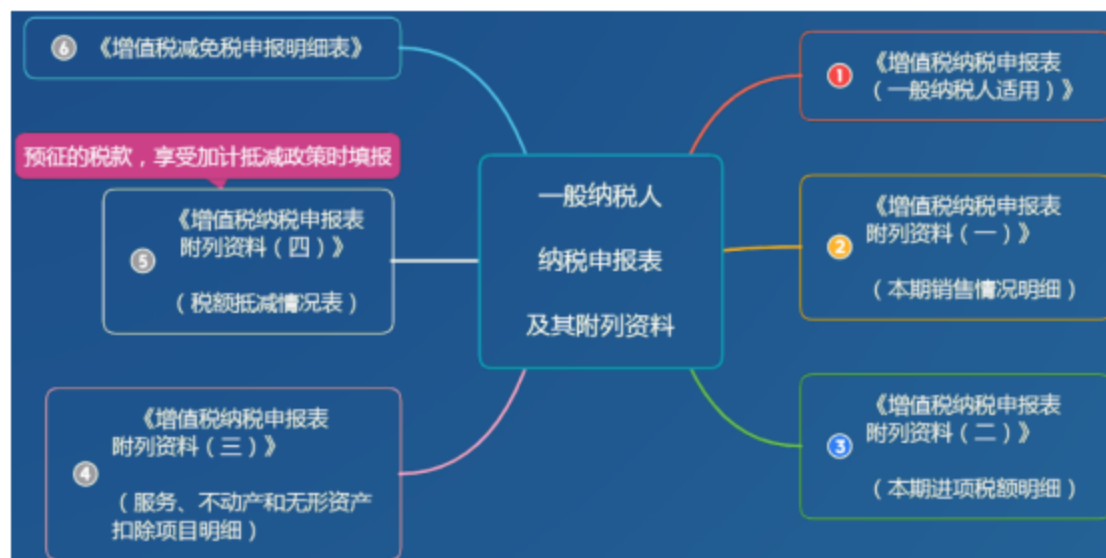 一般纳税人
纳税申报表
及其附列资料
① 《增值税纳税申报表
（一般纳税人适用）》
② 《增值税纳税申报表
附列资料（一）》
（本期销售情况明细）
③ 《增值税纳税申报表
附列资料（二）》
（本期进项税额明细）
④ 《增值税纳税申报表
附列资料（三）》
（服务、不动产和无形资产
扣除项目明细）
预征的税款，享受加计抵减政策时填报
⑤ 《增值税纳税申报表
附列资料（四）》
（税额抵减情况表）
⑥ 《增值税减免税申报明细表》